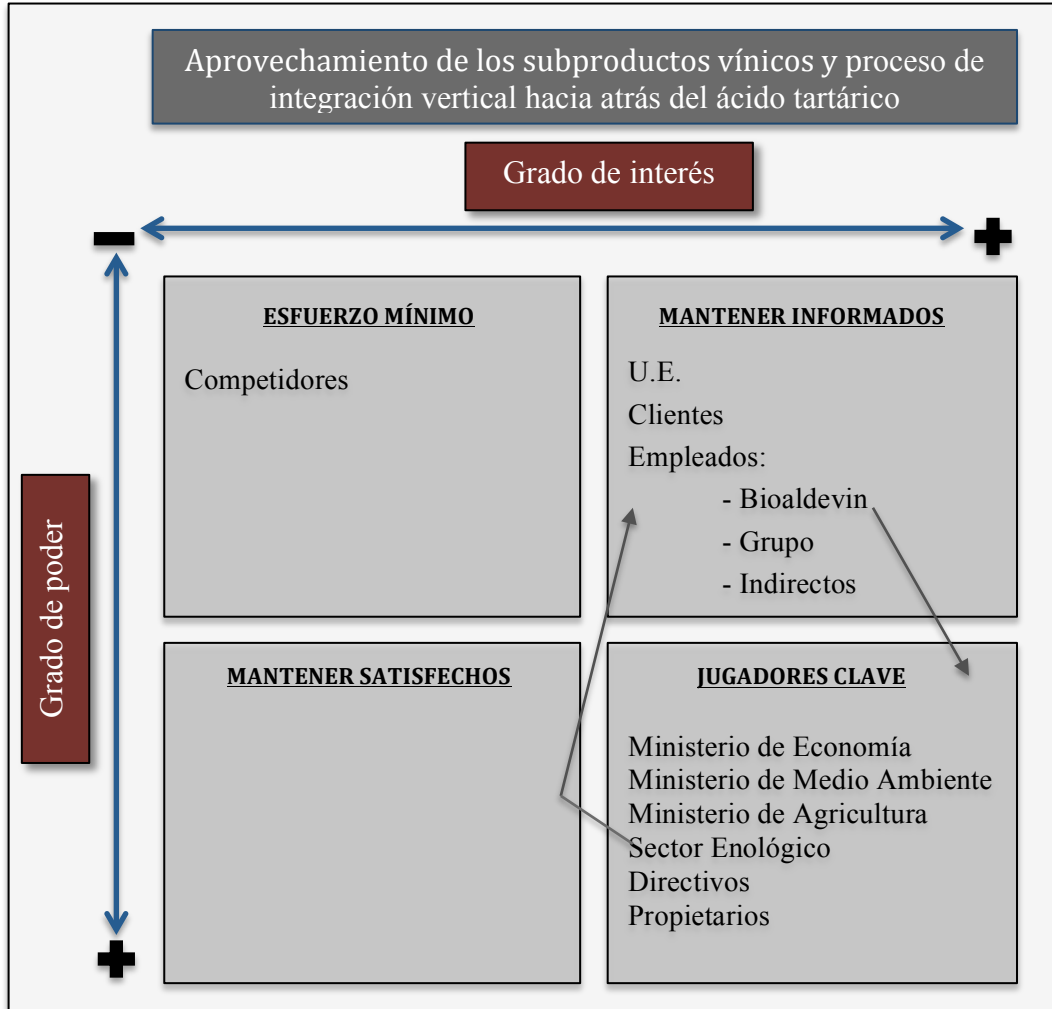 Aprovechamiento de los subproductos vínicos y proceso de
integración vertical hacia atrás del ácido tartárico
Grado de interés
Grado de poder
ESFUERZO MÍNIMO
Competidores
MANTENER INFORMADOS
U.E.
Clientes
Empleados:
- Bioaldevin
- Grupo
- Indirectos
MANTENER SATISFECHOS
JUGADORES CLAVE
Ministerio de Economía
Ministerio de Medio Ambiente
Ministerio de Agricultura
Sector Enológico
Directivos
Propietarios